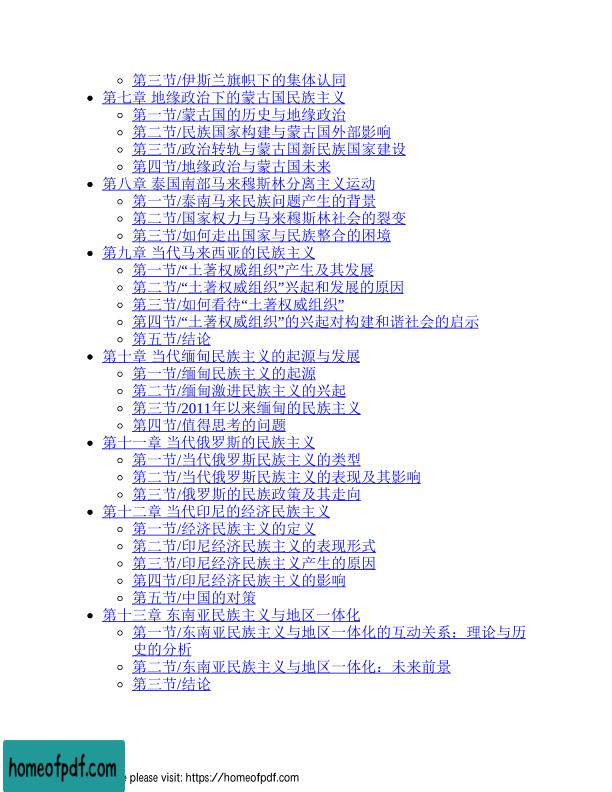 第三节/伊斯兰旗帜下的集体认同
第七章 地缘政治下的蒙古国民族主义
第一节/蒙古国的历史与地缘政治
第二节/民族国家构建与蒙古国外部影响
第三节/政治转轨与蒙古国新民族国家建设
第四节/地缘政治与蒙古国未来
第八章 泰国南部马来穆斯林分离主义运动
第一节/泰南马来民族问题产生的背景
第二节/国家权力与马来穆斯林社会的裂变
第三节/如何走出国家与民族整合的困境
第九章 当代马来西亚的民族主义
第一节/“土著权威组织”产生及其发展
第二节/“土著权威组织”兴起和发展的原因
第三节/如何看待“土著权威组织”
第四节/“土著权威组织”的兴起对构建和谐社会的启示
第五节/结论
第十章 当代缅甸民族主义的起源与发展
第一节/缅甸民族主义的起源
第二节/缅甸激进民族主义的兴起
第三节/2011年以来缅甸的民族主义
第四节/值得思考的问题
第十一章 当代俄罗斯的民族主义
第一节/当代俄罗斯民族主义的类型
第二节/当代俄罗斯民族主义的表现及其影响
第三节/俄罗斯的民族政策及其走向
第十二章 当代印尼的经济民族主义
第一节/经济民族主义的定义
第二节/印尼经济民族主义的表现形式
第三节/印尼经济民族主义产生的原因
第四节/印尼经济民族主义的影响
第五节/中国的对策
第十三章 东南亚民族主义与地区一体化
第一节/东南亚民族主义与地区一体化的互动关系：理论与历
史的分析
第二节/东南亚民族主义与地区一体化：未来前景
第三节/结论
homeofpdf.com
please visit: https://homeofpdf.com